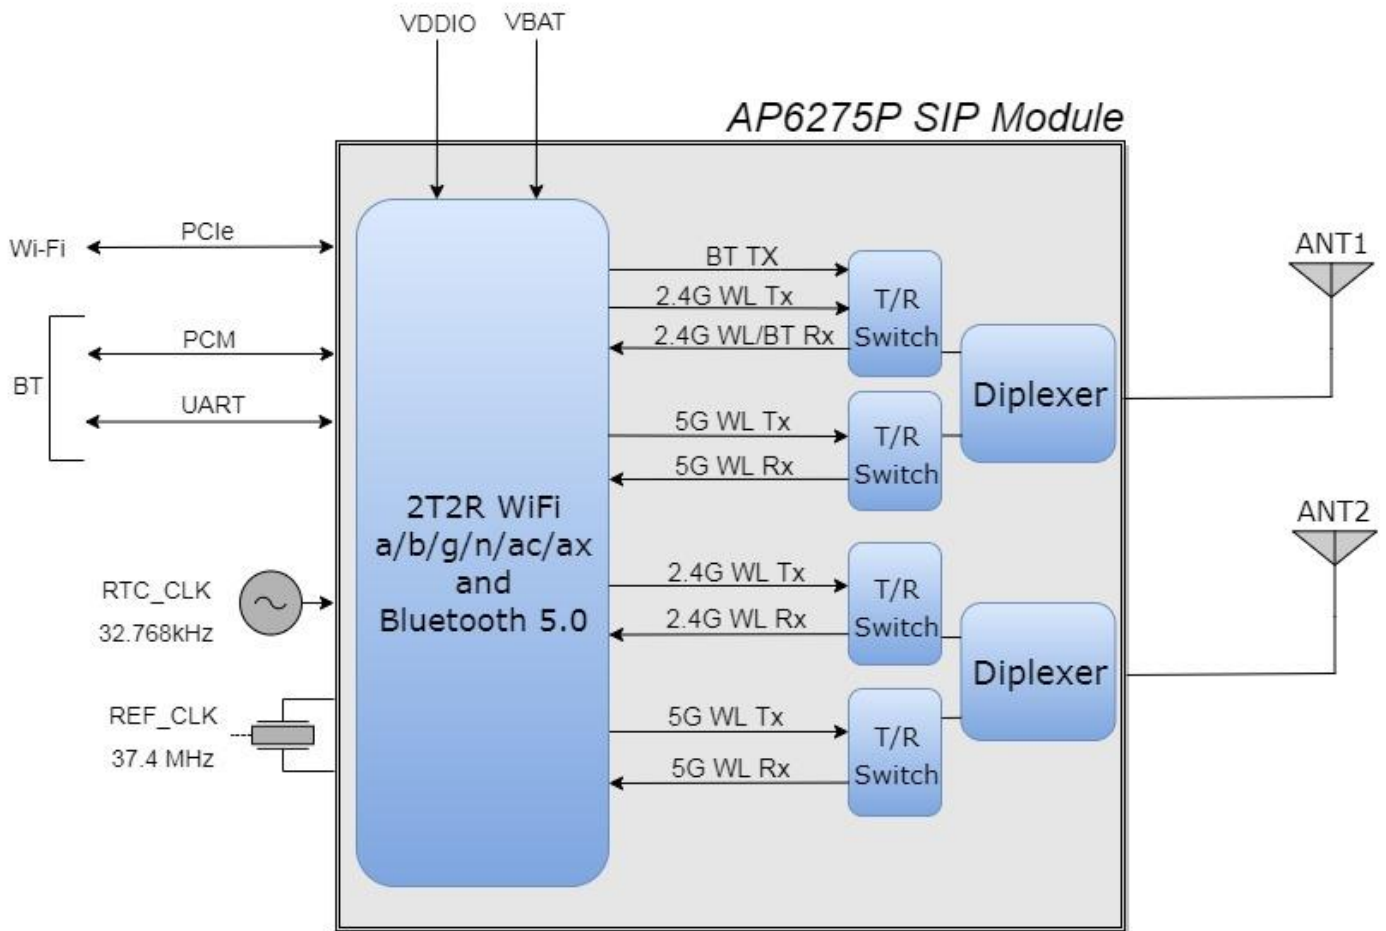 VDDIO
VBAT
AP6275P SIP Module
Wi-Fi
PCIe
BT
PCM
UART
RTC_CLK
32.768kHz
REF_CLK
37.4 MHz
2T2R WiFi
a/b/g/n/ac/ax
and
Bluetooth 5.0
BT TX
2.4G WL Tx
2.4G WL/BT Rx
T/R
Switch
5G WL Tx
5G WL Rx
T/R
Switch
Diplexer
ANT1
2.4G WL Tx
2.4G WL Rx
T/R
Switch
5G WL Tx
5G WL Rx
T/R
Switch
Diplexer
ANT2